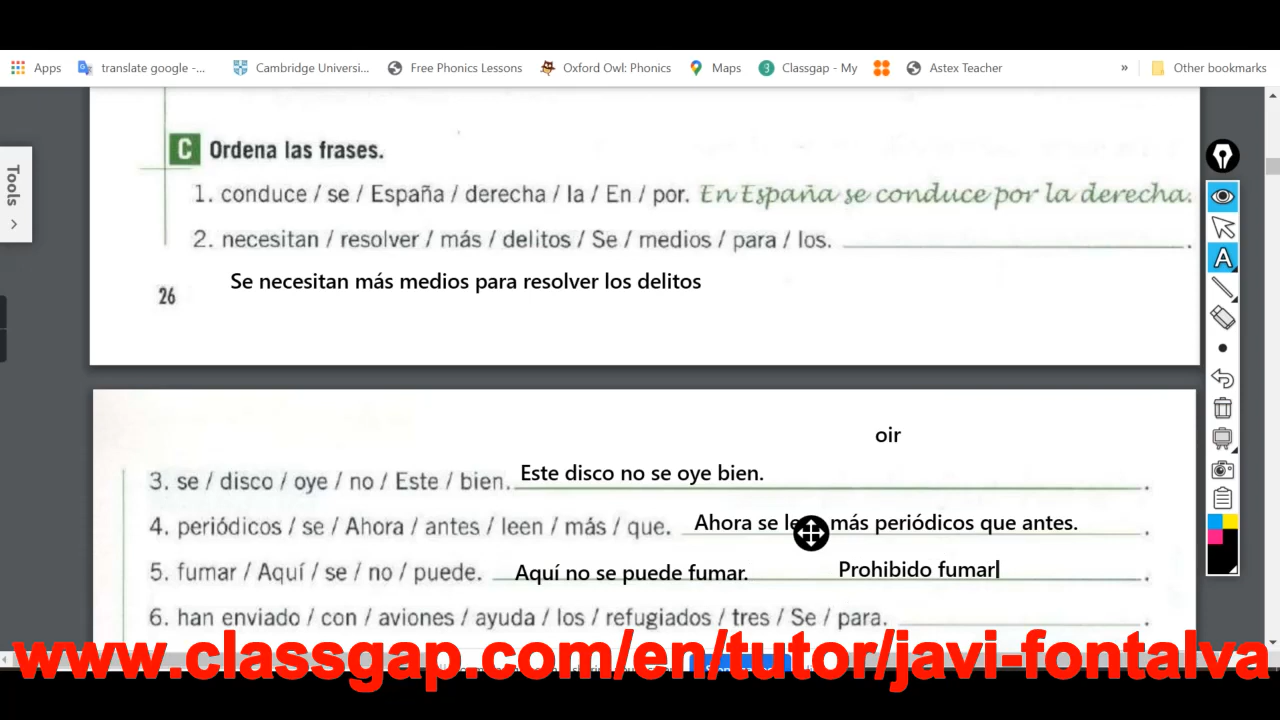 Apps translate google -... Cambridge Universi... Free Phonics Lessons Oxford Owl: Phonics Maps Classgap - My Astex Teacher » Other bookmarks
Tools
C Ordena las frases.
1. conduce / se / España / derecha / la / En / por. En España se conduce por la derecha.
2. necesitan / resolver / más / delitos / Se / medios / para / los. .
Se necesitan más medios para resolver los delitos
26
oir
3. se / disco / oye / no / Este / bien. Este disco no se oye bien. .
4. periódicos / se / Ahora / antes / leen / más / que. Ahora se más periódicos que antes. .
5. fumar / Aquí / se / no / puede. Aquí no se puede fumar. Prohibido fumar .
6. han enviado / con / aviones / ayuda / los / refugiados / tres / Se / para. .
www.classgap.com/en/tutor/javi-fontalva